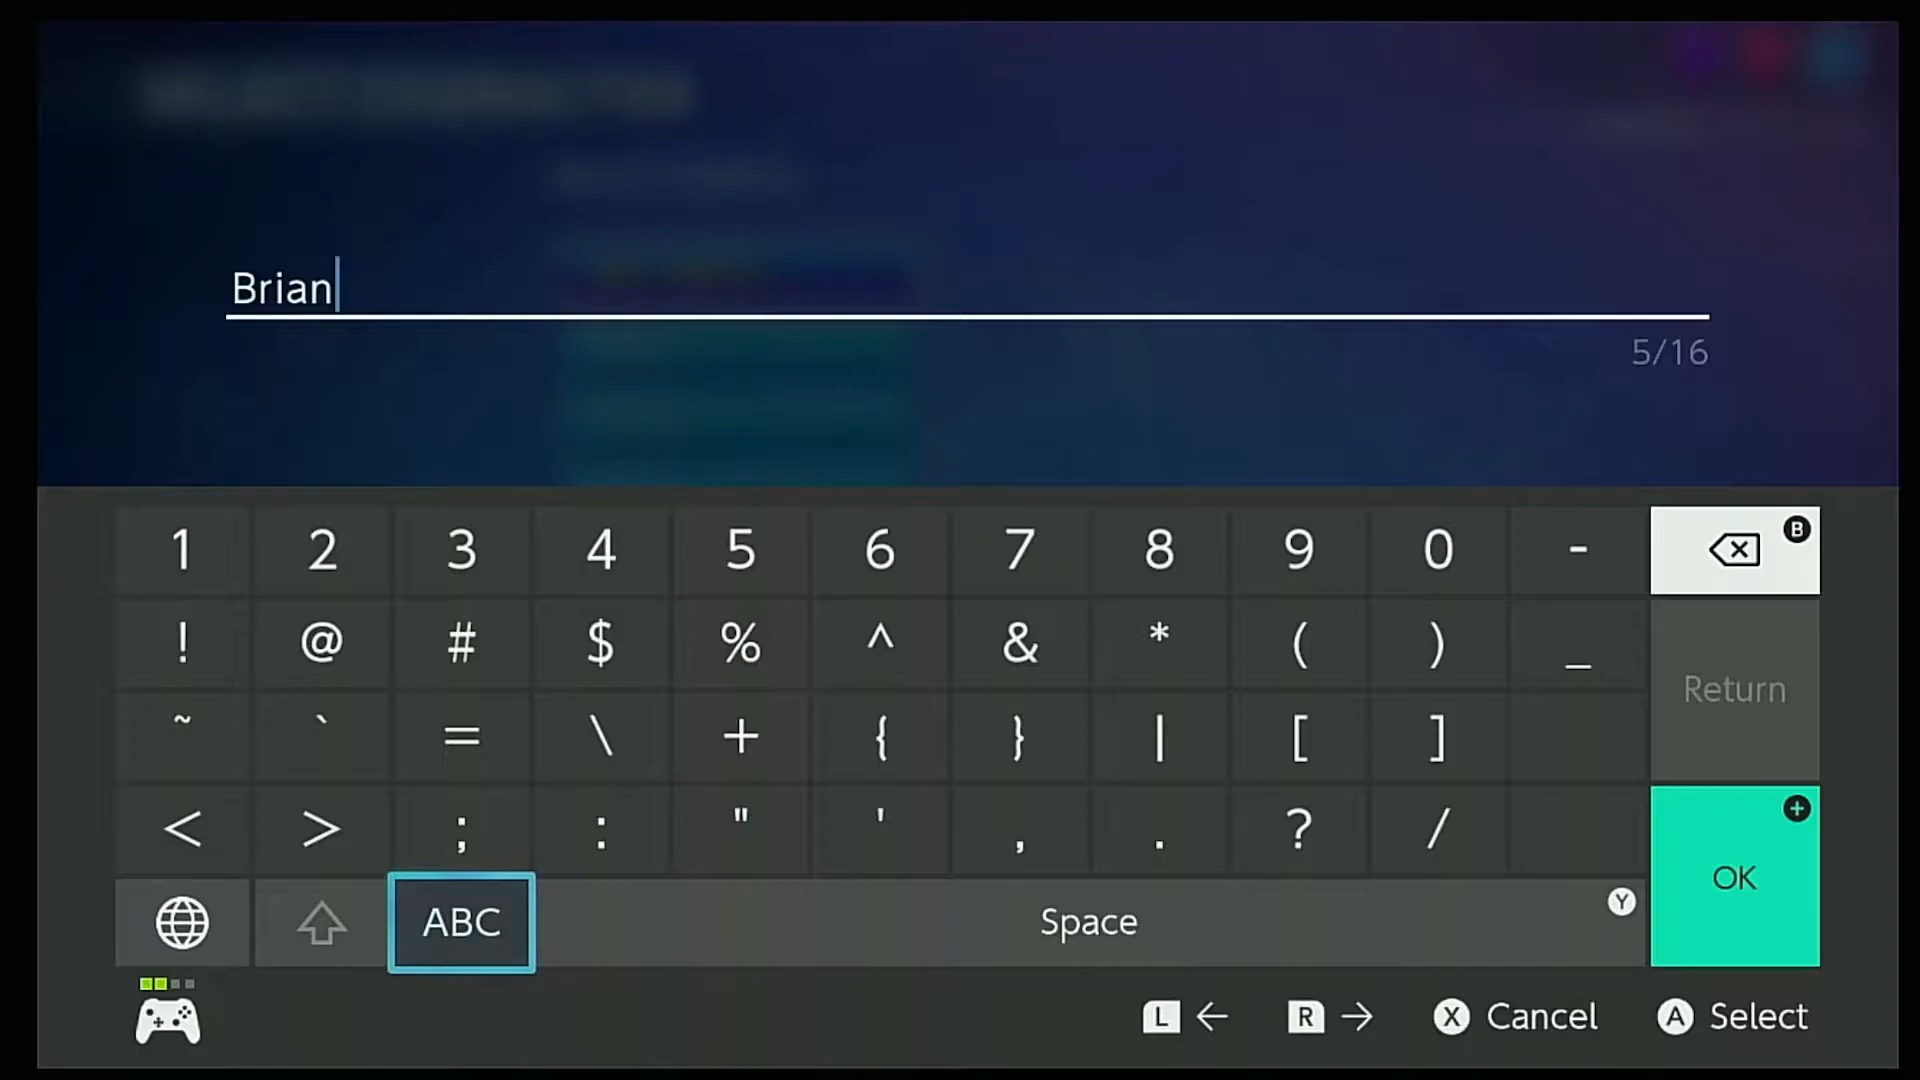 Brian
5/16
1 2 3 4 5 6 7 8 9 0 - B
! @ # $ % ^ & * ( ) _
~ ` = \ + { } | [ ] Return
< > ; : " ' , . ? / +
ABC Space Y OK
L ← R → X Cancel A Select